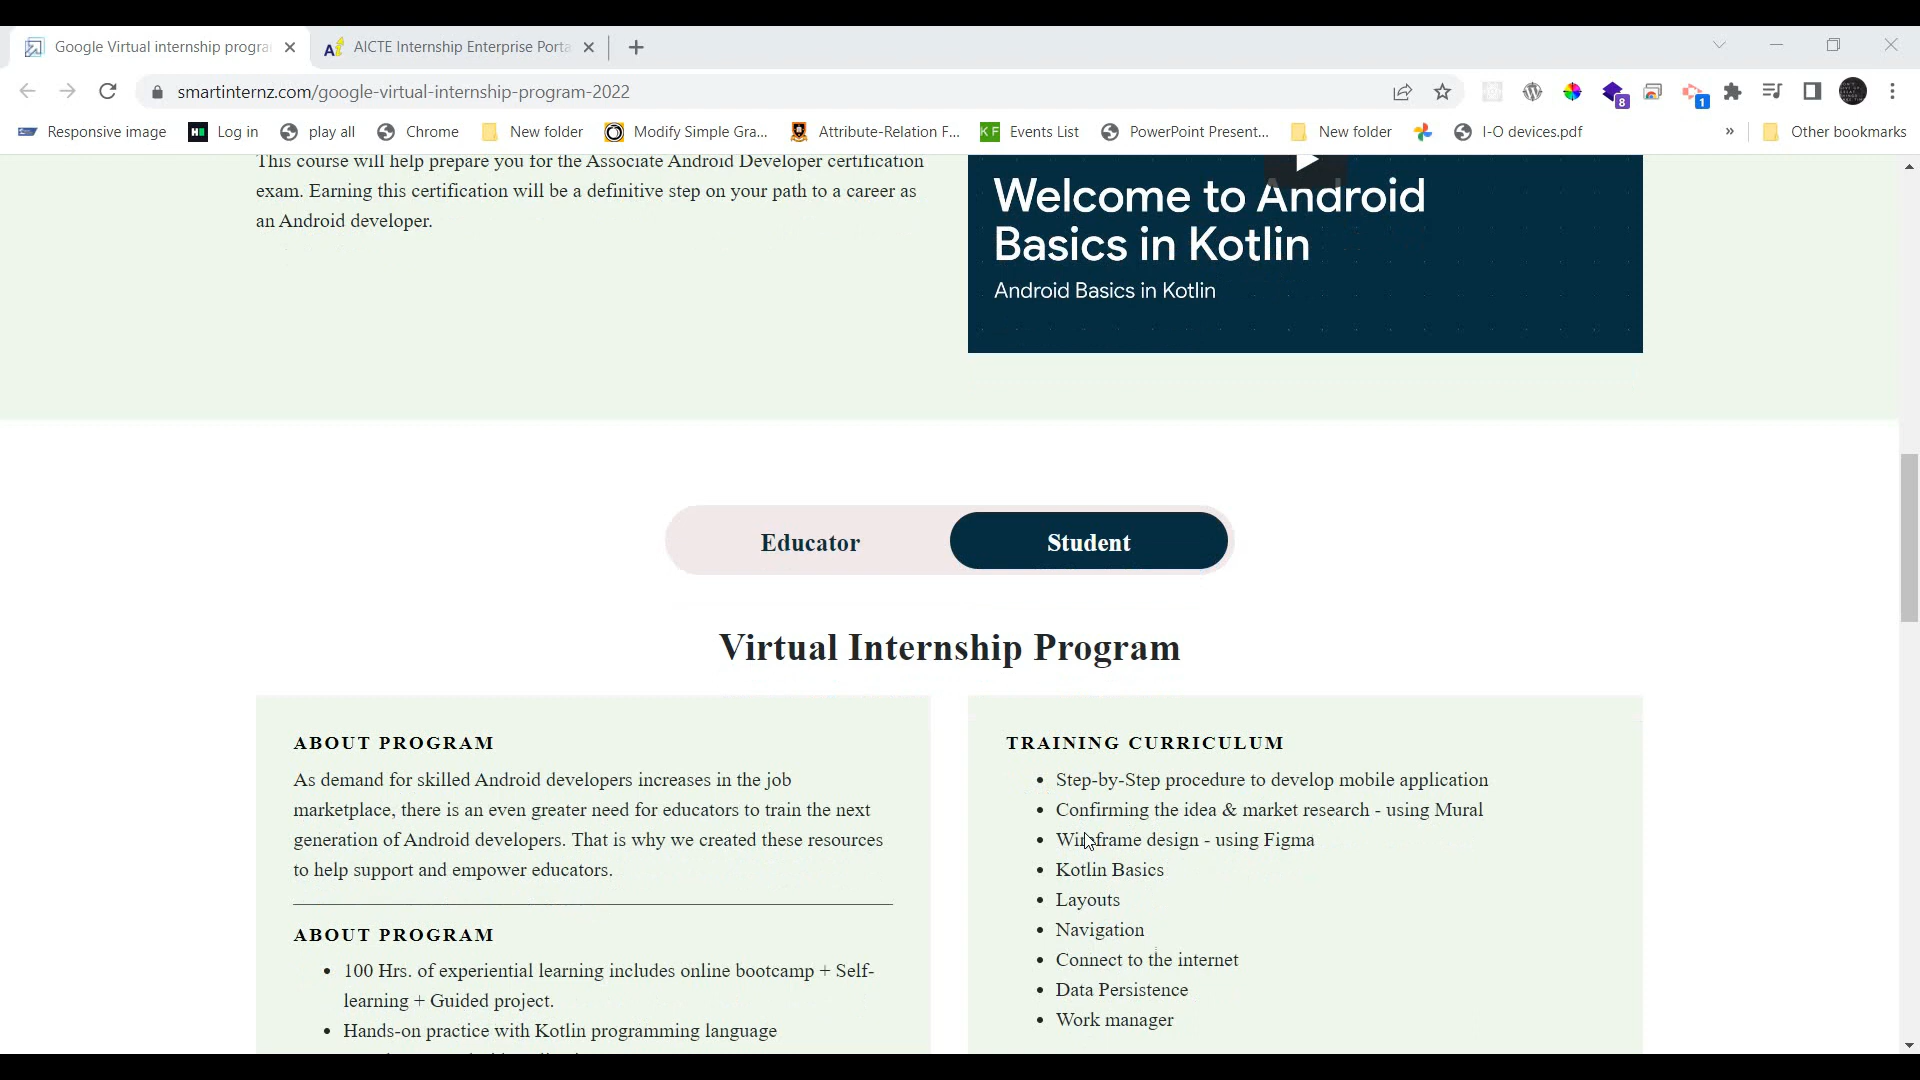 Google Virtual internship progra
AICTE Internship Enterprise Porta
smartinternz.com/google-virtual-internship-program-2022
8
1
Responsive image
Log in
play all
Chrome
New folder
Modify Simple Gra...
Attribute-Relation F...
KF
Events List
PowerPoint Present...
New folder
I-O devices.pdf
»
Other bookmarks
This course will help prepare you for the Associate Android Developer certification
exam. Earning this certification will be a definitive step on your path to a career as
an Android developer.
Welcome to Android
Basics in Kotlin
Android Basics in Kotlin
Educator
Student
Virtual Internship Program
ABOUT PROGRAM
As demand for skilled Android developers increases in the job
marketplace, there is an even greater need for educators to train the next
generation of Android developers. That is why we created these resources
to help support and empower educators.
ABOUT PROGRAM
• 100 Hrs. of experiential learning includes online bootcamp + Self-
learning + Guided project.
• Hands-on practice with Kotlin programming language
TRAINING CURRICULUM
• Step-by-Step procedure to develop mobile application
• Confirming the idea & market research - using Mural
• Wireframe design - using Figma
• Kotlin Basics
• Layouts
• Navigation
• Connect to the internet
• Data Persistence
• Work manager